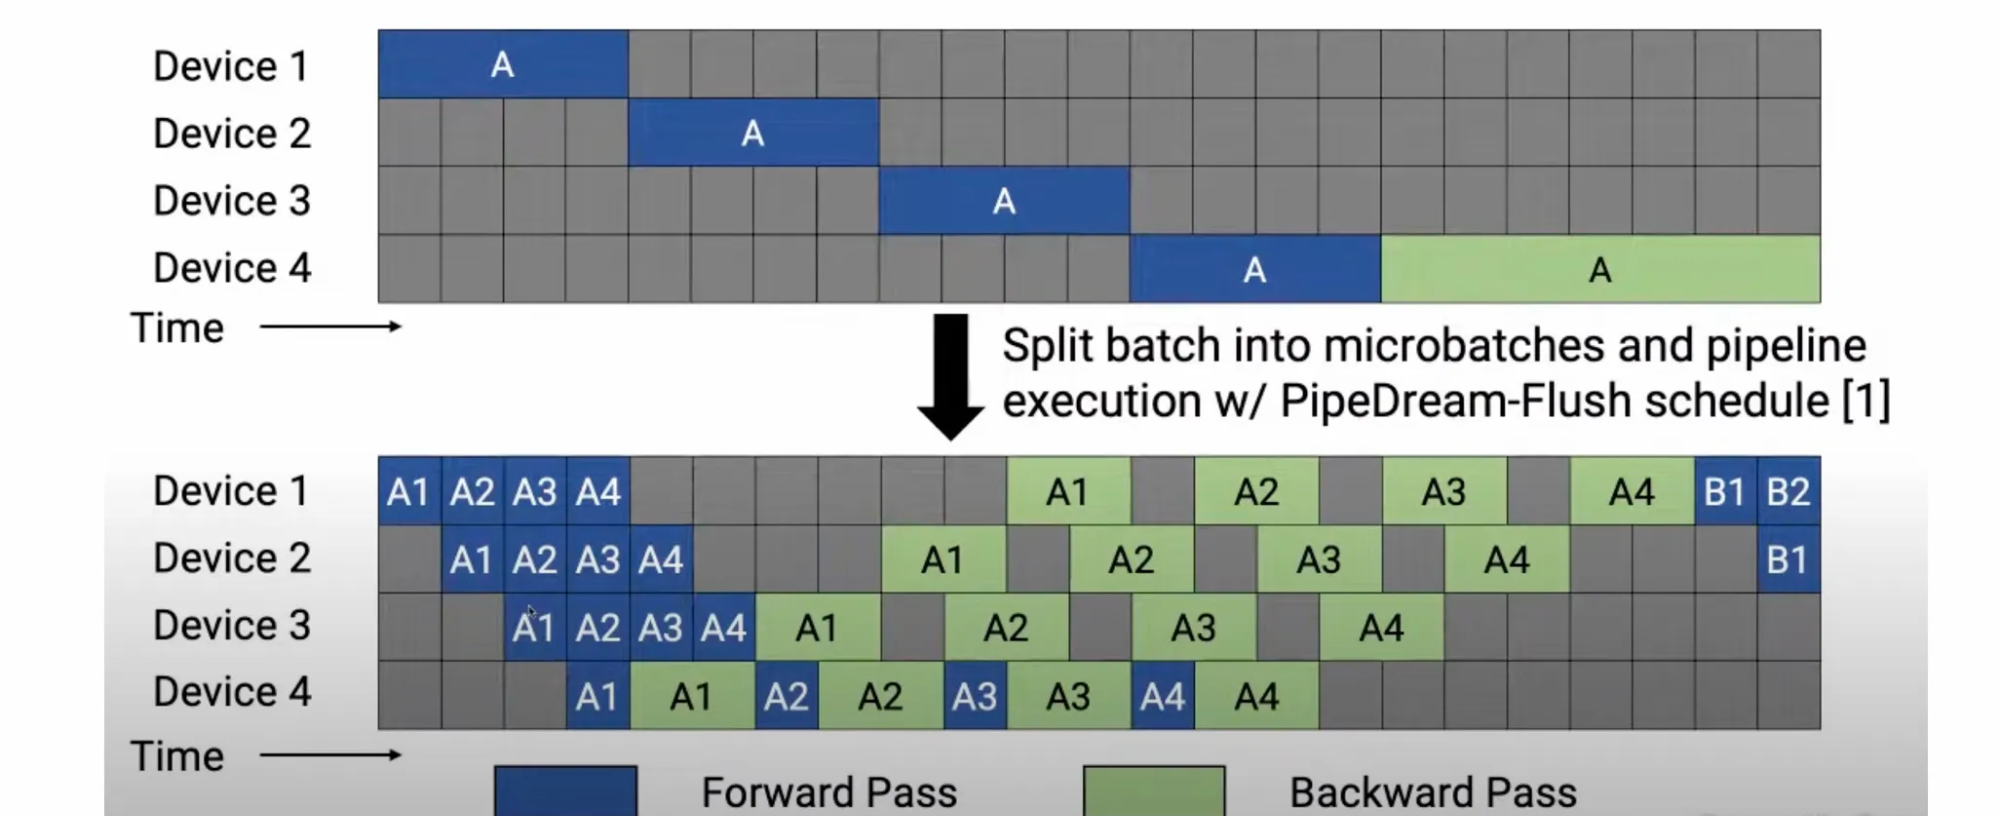 Device 1 A
Device 2 A
Device 3 A
Device 4 A A
Time
Split batch into microbatches and pipeline
execution w/ PipeDream-Flush schedule [1]
Device 1 A1 A2 A3 A4 A1 A2 A3 A4 B1 B2
Device 2 A1 A2 A3 A4 A1 A2 A3 A4 B1
Device 3 A1 A2 A3 A4 A1 A2 A3 A4
Device 4 A1 A1 A2 A2 A3 A3 A4 A4
Time
Forward Pass Backward Pass